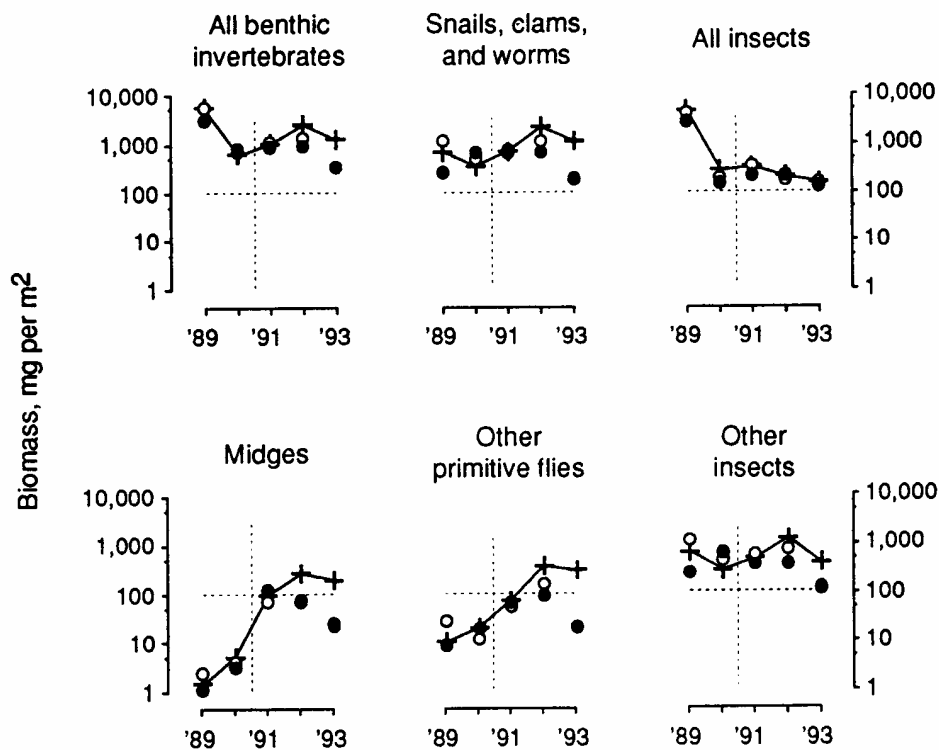 All benthic
invertebrates
Snails, clams,
and worms
All insects
10,000
1,000
100
10
1
10,000
1,000
100
10
1
'89 '91 '93
'89 '91 '93
'89 '91 '93
Biomass, mg per m2
Midges
Other
primitive flies
Other
insects
10,000
1,000
100
10
1
10,000
1,000
100
10
1
'89 '91 '93
'89 '91 '93
'89 '91 '93